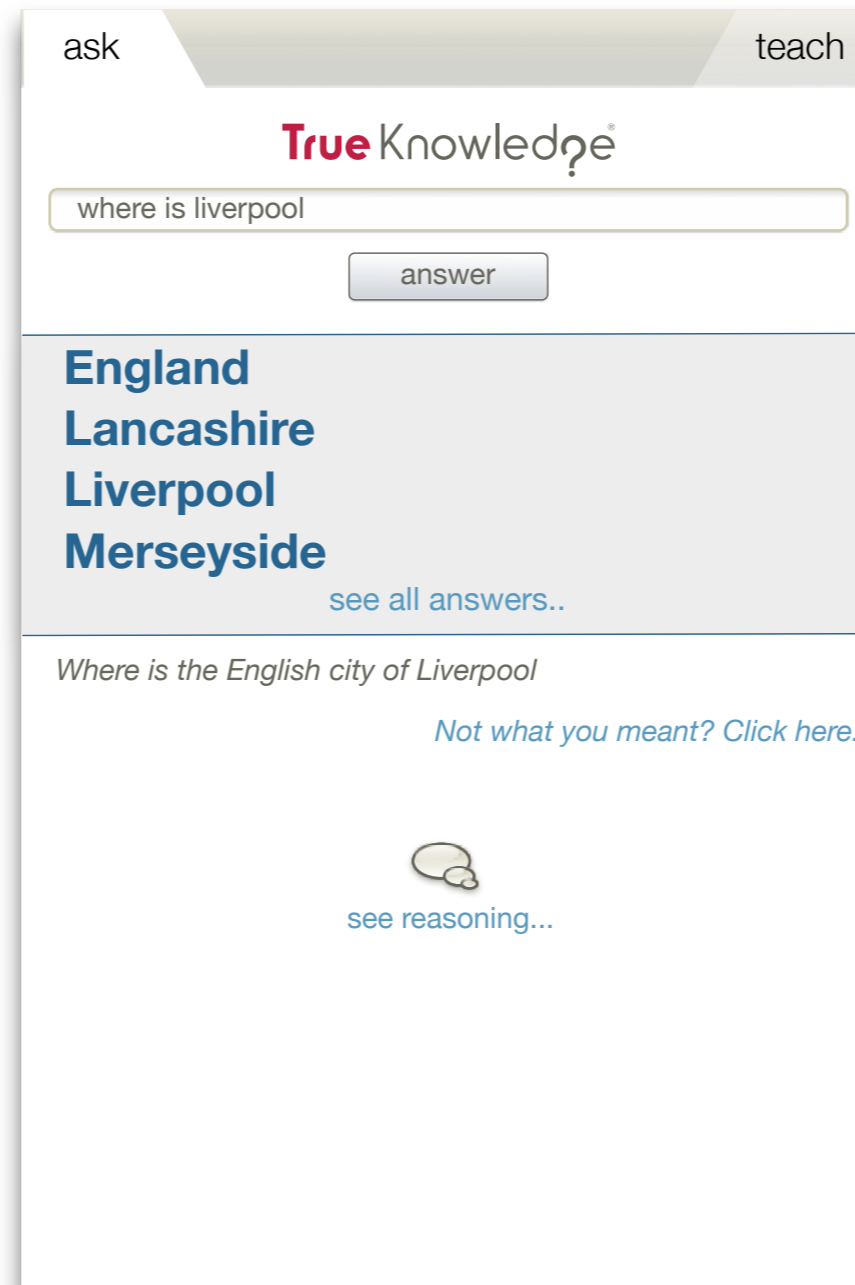 ask teach
True Knowledge®
where is liverpool
answer
England
Lancashire
Liverpool
Merseyside
see all answers..
Where is the English city of Liverpool
Not what you meant? Click here.
see reasoning...